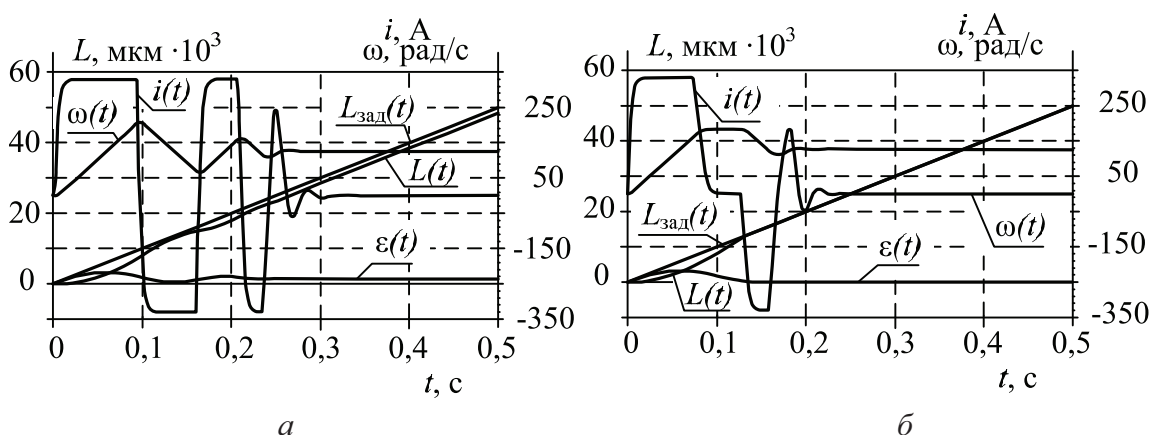 L, мкм ·10³
i, А
ω, рад/с
60
40
20
0
250
50
-150
-350
i(t)
ω(t)
Lзад(t)
L(t)
ε(t)
0 0,1 0,2 0,3 0,4 0,5
t, с
а
L, мкм ·10³
i, А
ω, рад/с
60
40
20
0
250
50
-150
-350
i(t)
Lзад(t)
ω(t)
ε(t)
L(t)
0 0,1 0,2 0,3 0,4 0,5
t, с
б